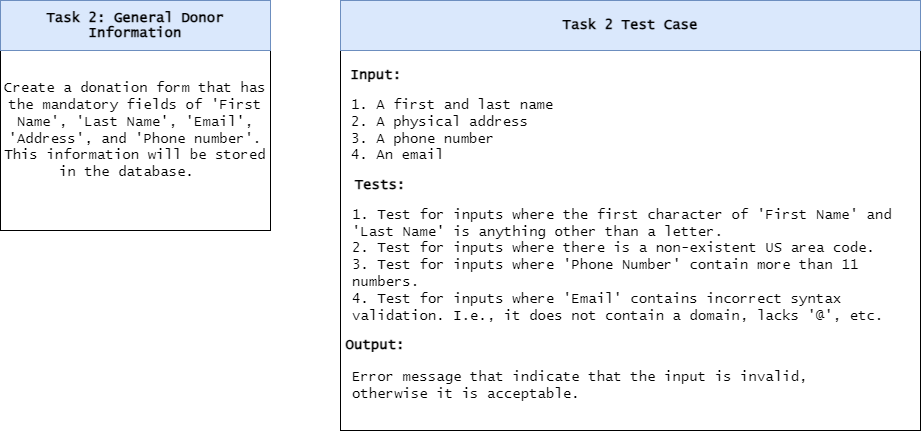 Task 2: General Donor
Information
Create a donation form that has
the mandatory fields of 'First
Name', 'Last Name', 'Email',
'Address', and 'Phone number'.
This information will be stored
in the database.
Task 2 Test Case
Input:
1. A first and last name
2. A physical address
3. A phone number
4. An email
Tests:
1. Test for inputs where the first character of 'First Name' and
'Last Name' is anything other than a letter.
2. Test for inputs where there is a non-existent US area code.
3. Test for inputs where 'Phone Number' contain more than 11
numbers.
4. Test for inputs where 'Email' contains incorrect syntax
validation. I.e., it does not contain a domain, lacks '@', etc.
Output:
Error message that indicate that the input is invalid,
otherwise it is acceptable.